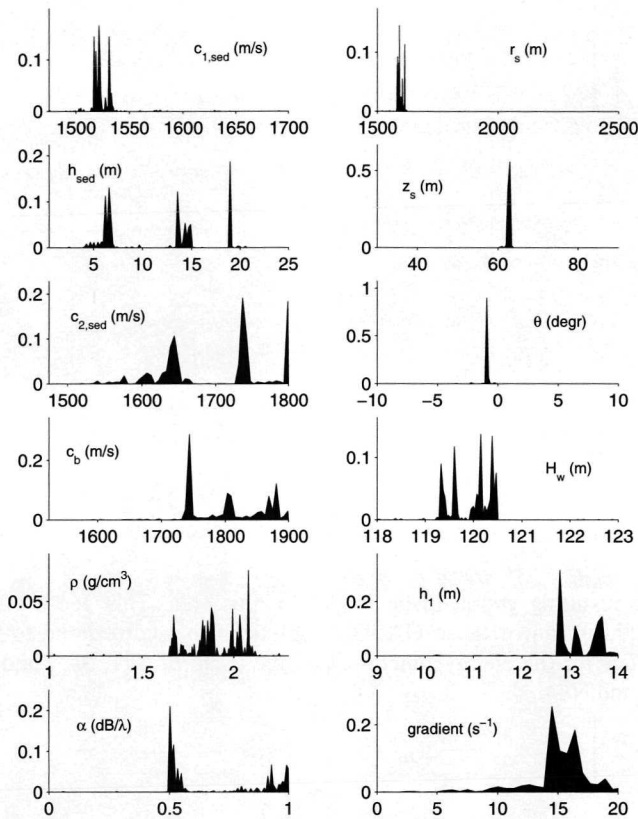 0.1
0
1500 1550 1600 1650 1700
c1,sed (m/s)
0.1
0
1500 2000 2500
rs (m)
0.2
0.1
0
5 10 15 20 25
hsed (m)
0.5
0
40 60 80
zs (m)
0.2
0.1
0
1500 1600 1700 1800
c2,sed (m/s)
1
0.5
0
−10 −5 0 5 10
θ (degr)
0.2
0
1600 1700 1800 1900
cb (m/s)
0.1
0
118 119 120 121 122 123
Hw (m)
0.05
0
1 1.5 2
ρ (g/cm³)
0.2
0
9 10 11 12 13 14
h1 (m)
0.2
0.1
0
0 0.5 1
α (dB/λ)
0.2
0
0 5 10 15 20
gradient (s⁻¹)